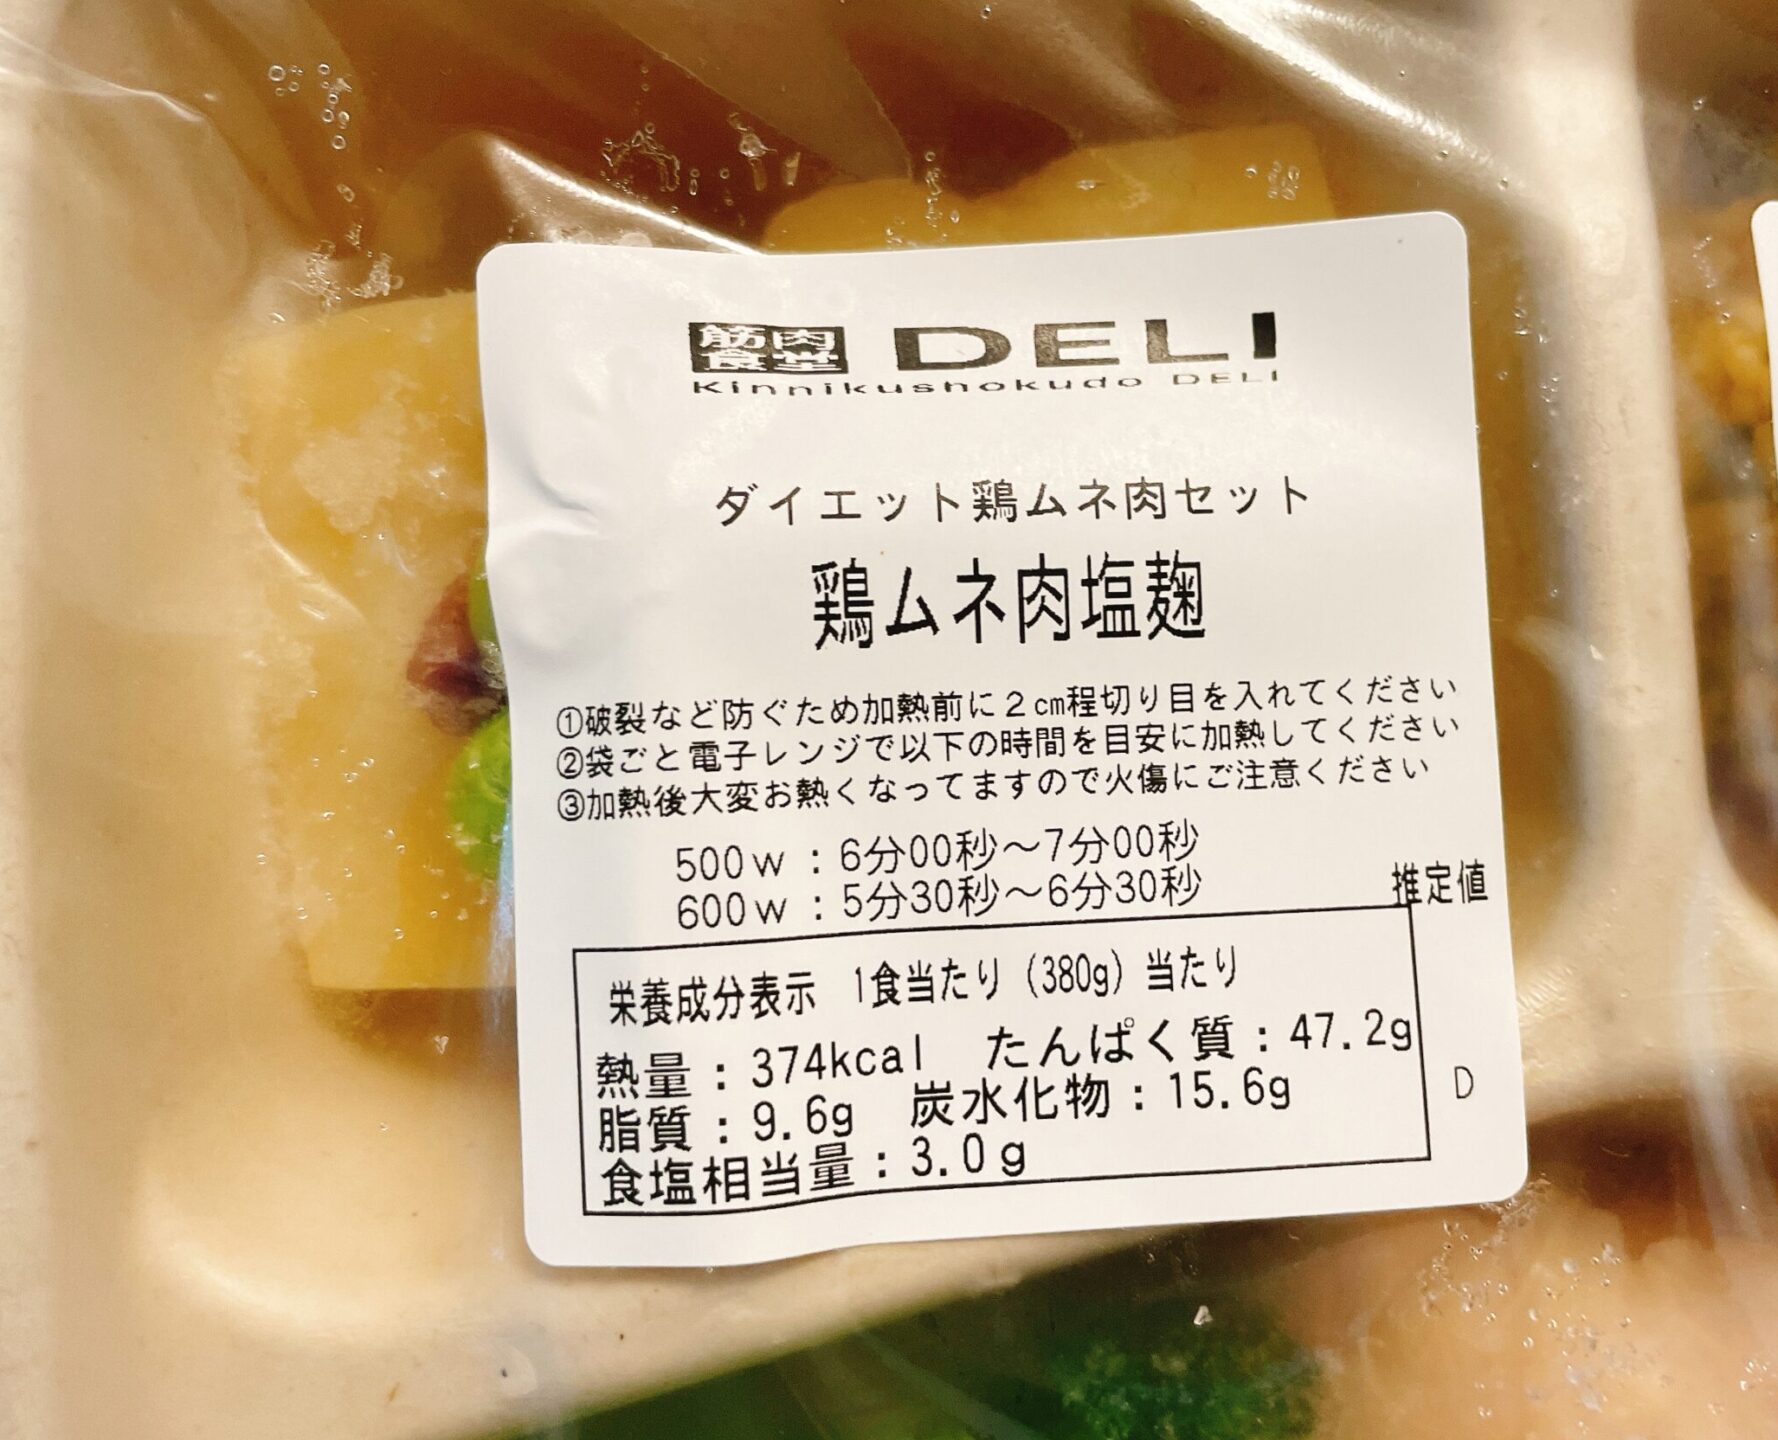 筋肉食堂 DELI
Kinnikushokudo DELI
ダイエット鶏ムネ肉セット
鶏ムネ肉塩麹
①破裂など防ぐため加熱前に2㎝程切り目を入れてください
②袋ごと電子レンジで以下の時間を目安に加熱してください
③加熱後大変お熱くなってますので火傷にご注意ください
500w:6分00秒~7分00秒
600w:5分30秒~6分30秒
推定値
栄養成分表示 1食当たり(380g)当たり
熱量:374kcal たんぱく質:47.2g
脂質:9.6g 炭水化物:15.6g
食塩相当量:3.0g
D